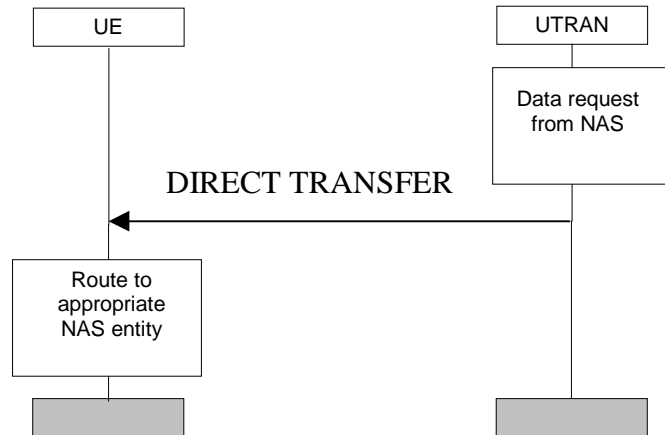 UE
UTRAN
Data request
from NAS
DIRECT TRANSFER
Route to
appropriate
NAS entity